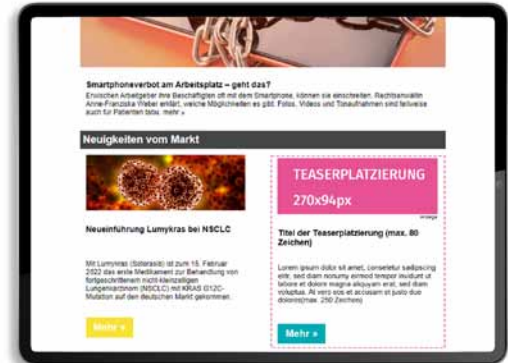 Smartphoneverbot am Arbeitsplatz – geht das?
Erwischen Arbeitgeber ihre Beschäftigten oft mit dem Smartphone, können sie einschreiten. Rechtsanwältin
Anne-Franziska Weber erklärt, welche Möglichkeiten es gibt. Fotos, Videos und Tonaufnahmen sind teilweise
auch für Patienten tabu. mehr »
Neuigkeiten vom Markt
Neueinführung Lumykras bei NSCLC
Mit Lumykras (Sotorasib) ist zum 15. Februar
2022 das erste Medikament zur Behandlung von
fortgeschrittenem nicht-kleinzelligen
Lungenkarzinom (NSCLC) mit KRAS G12C-
Mutation auf den deutschen Markt gekommen.
Mehr »
TEASERPLATZIERUNG
270x94px
Anzeige
Titel der Teaserplatzierung (max. 80
Zeichen)
Lorem ipsum dolor sit amet, consetetur sadipscing
elitr, sed diam nonumy eirmod tempor invidunt ut
labore et dolore magna aliquyam erat, sed diam
voluptua. At vero eos et accusam et justo duo
dolores(max. 250 Zeichen)
Mehr »